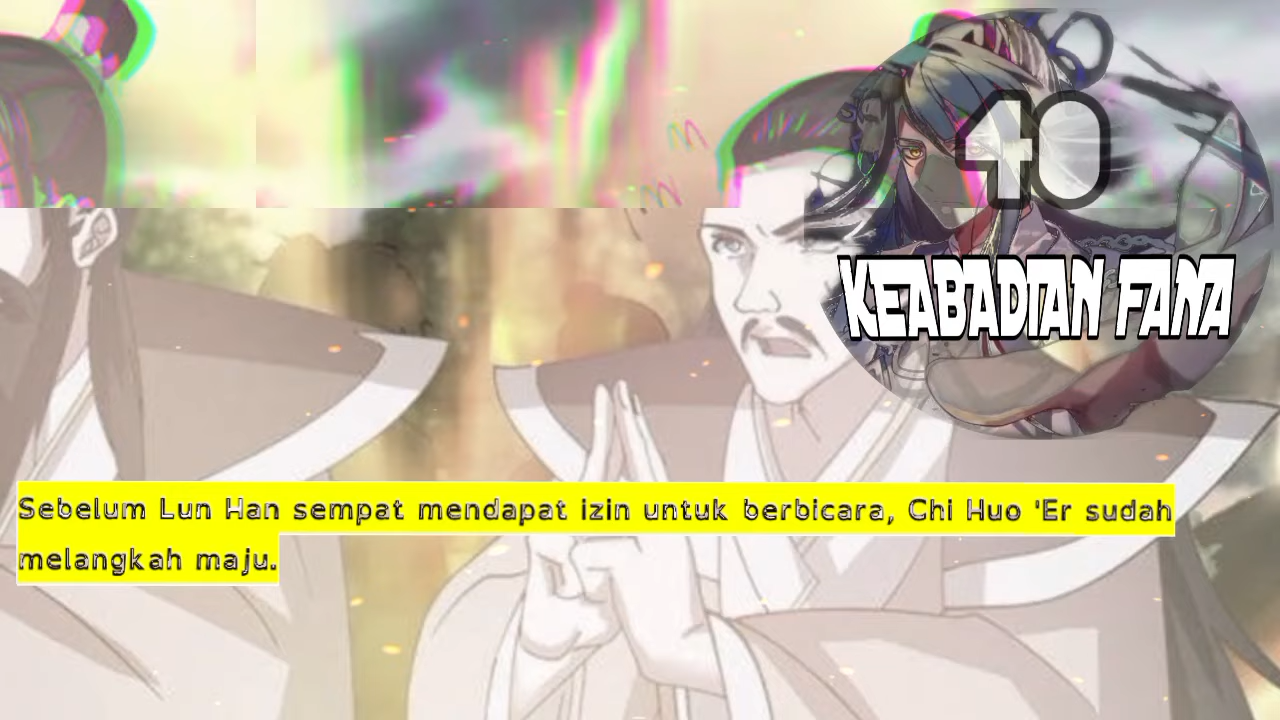 40
KEABADIAN FANA
Sebelum Lun Han sempat mendapat izin untuk berbicara, Chi Huo 'Er sudah
melangkah maju.